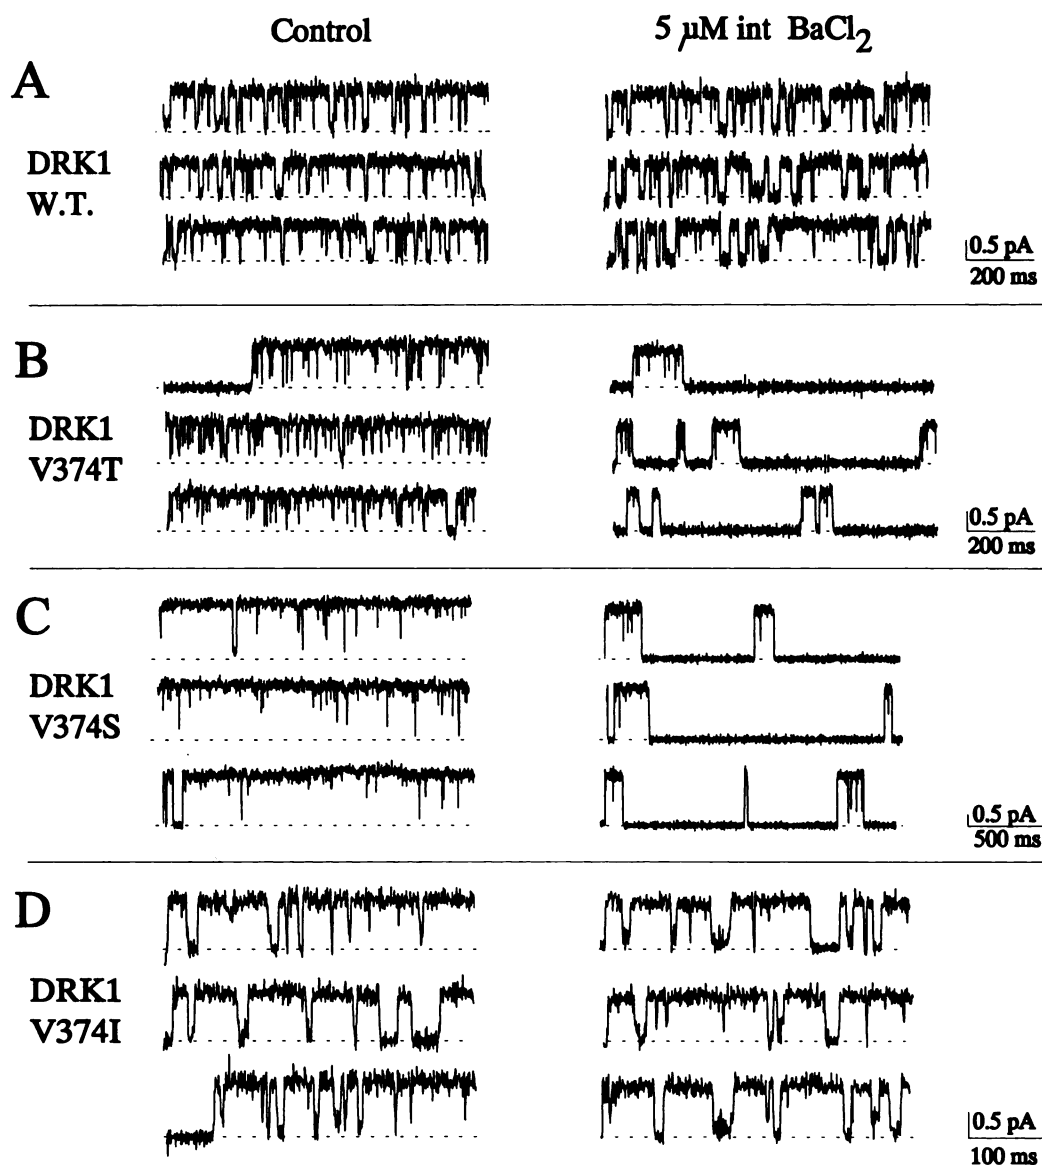 Control
5 µM int BaCl2
A
DRK1
W.T.
0.5 pA
200 ms
B
DRK1
V374T
0.5 pA
200 ms
C
DRK1
V374S
0.5 pA
500 ms
D
DRK1
V374I
0.5 pA
100 ms